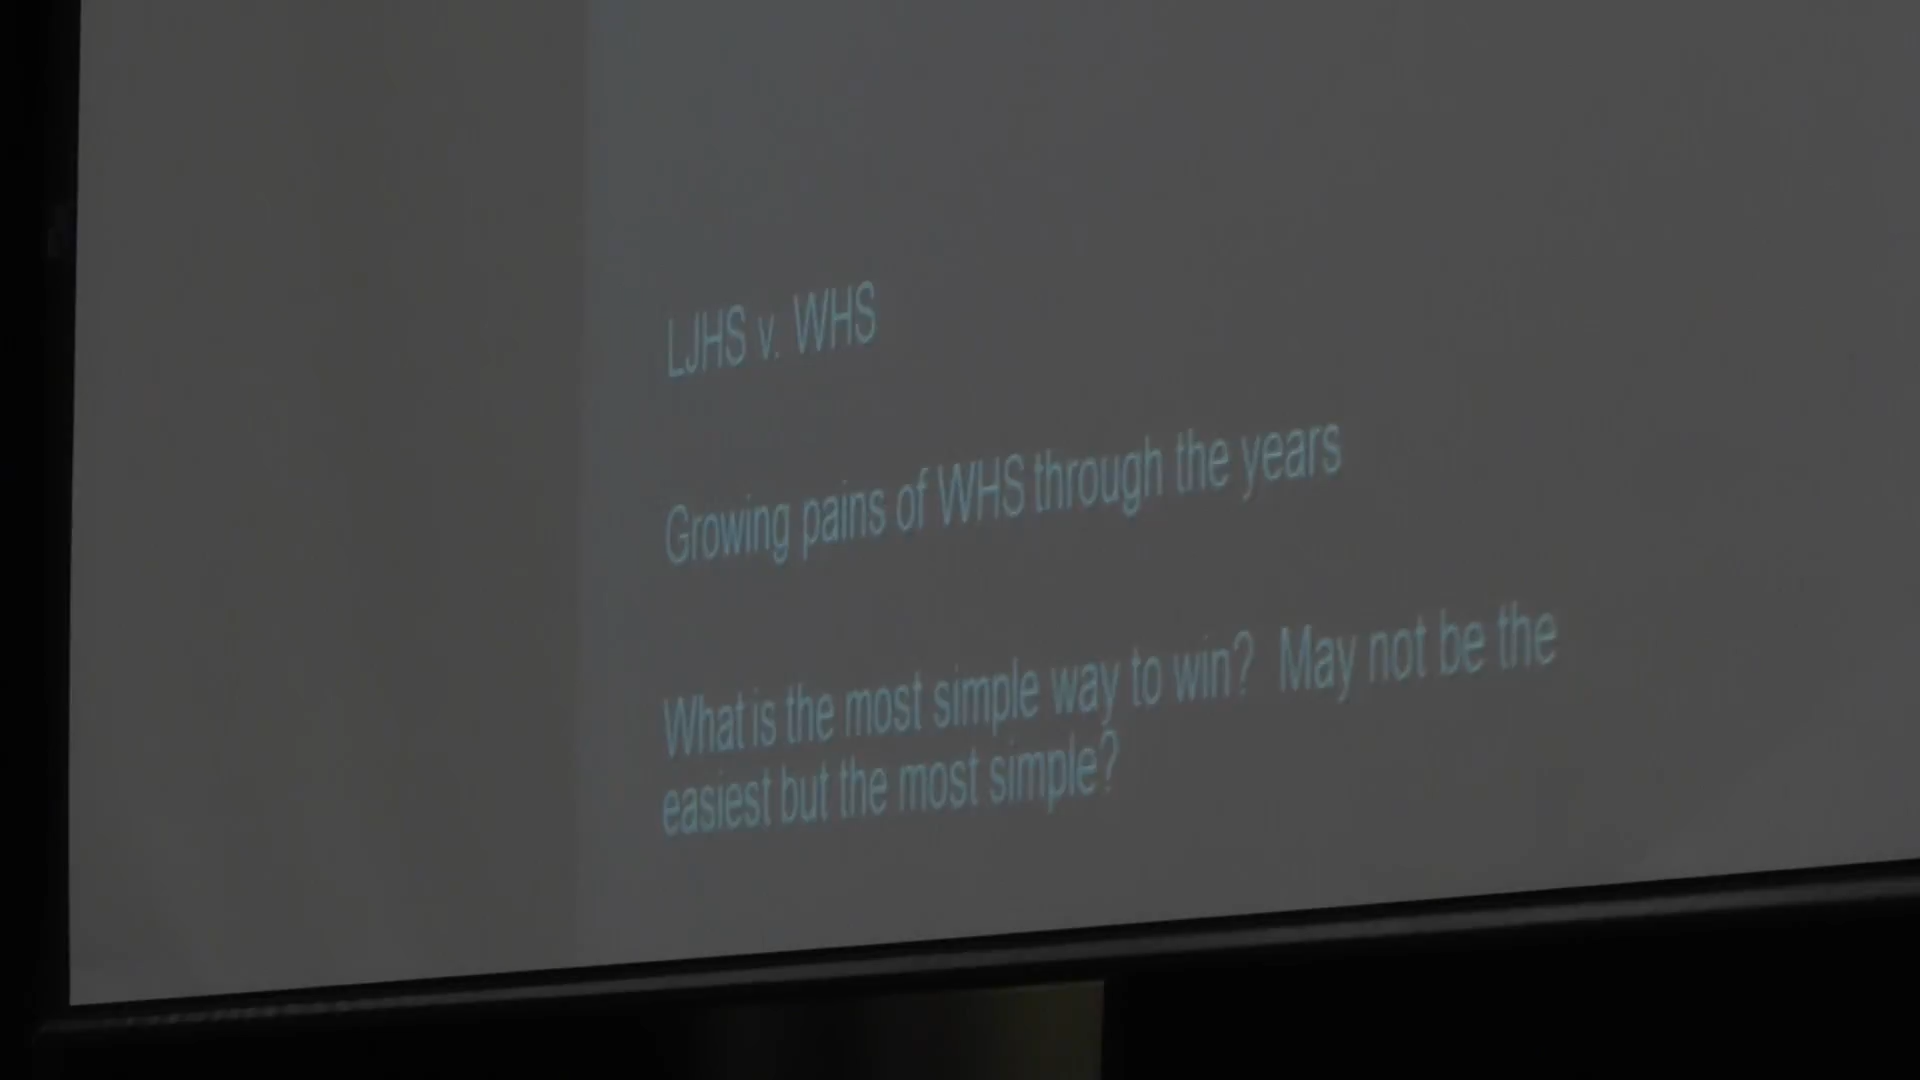 LJHS v. WHS
Growing pains of WHS through the years
What is the most simple way to win?  May not be the
easiest but the most simple?